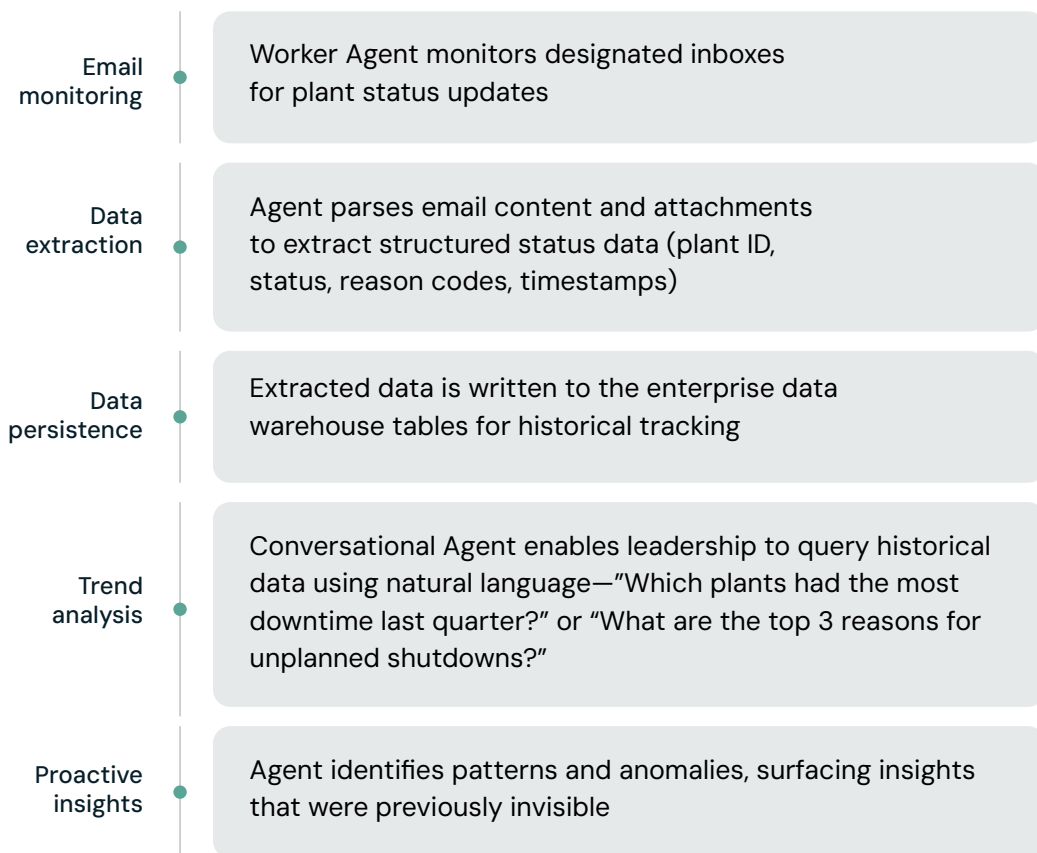 Email
monitoring
Worker Agent monitors designated inboxes
for plant status updates
Data
extraction
Agent parses email content and attachments
to extract structured status data (plant ID,
status, reason codes, timestamps)
Data
persistence
Extracted data is written to the enterprise data
warehouse tables for historical tracking
Trend
analysis
Conversational Agent enables leadership to query historical
data using natural language—”Which plants had the most
downtime last quarter?” or “What are the top 3 reasons for
unplanned shutdowns?”
Proactive
insights
Agent identifies patterns and anomalies, surfacing insights
that were previously invisible